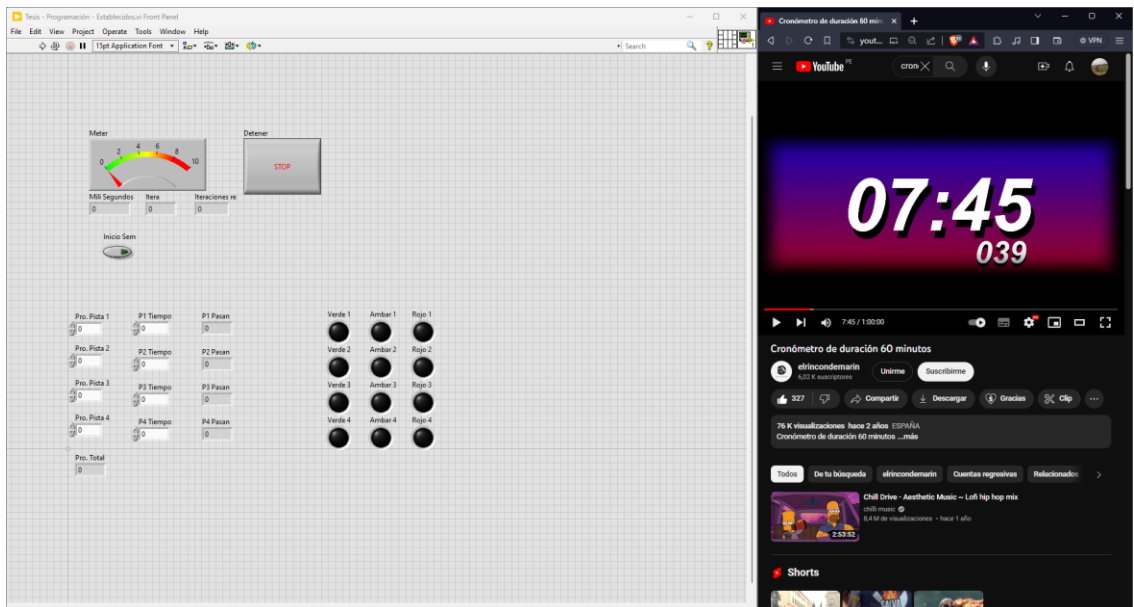 Tesis - Programación - Establecidos.vi Front Panel
File Edit View Project Operate Tools Window Help
15pt Application Font
Search
Meter
0 2 4 6 8 10
Detener
STOP
Mili Segundos Itera Iteraciones re
0 0 0
Inicio Sem
Pro. Pista 1 P1 Tiempo P1 Pasan
0 0 0
Pro. Pista 2 P2 Tiempo P2 Pasan
0 0 0
Pro. Pista 3 P3 Tiempo P3 Pasan
0 0 0
Pro. Pista 4 P4 Tiempo P4 Pasan
0 0 0
Pro. Total
0
Verde 1 Ambar 1 Rojo 1
Verde 2 Ambar 2 Rojo 2
Verde 3 Ambar 3 Rojo 3
Verde 4 Ambar 4 Rojo 4
Cronómetro de duración 60 min
yout...
VPN
YouTube PE
cron
07:45
039
7:45 / 1:00:00
Cronómetro de duración 60 minutos
elrincondemarin
6,02 K suscriptores
Unirme
Suscribirme
327
Compartir
Descargar
Gracias
Clip
76 K visualizaciones hace 2 años ESPAÑA
Cronómetro de duración 60 minutos ...más
Todos De tu búsqueda elrincondemarin Cuentas regresivas Relacionados
Chill Drive - Aesthetic Music ~ Lofi hip hop mix
chilli music
8,4 M de visualizaciones • hace 1 año
2:53:52
Shorts